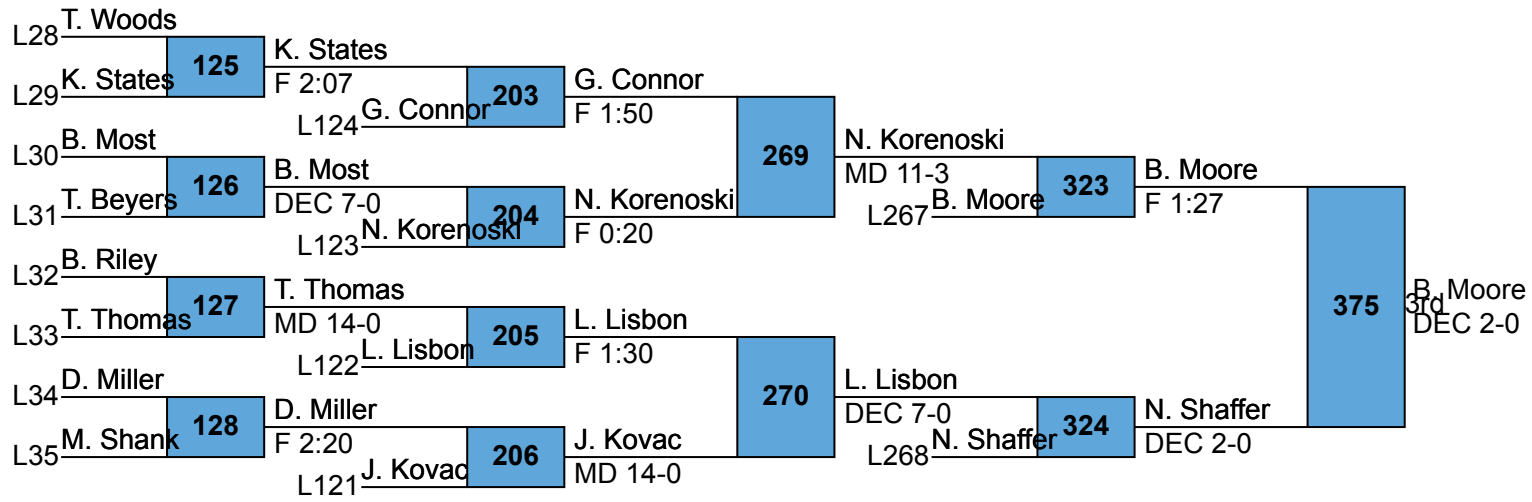 T. Woods
L28
125
K. States
F 2:07
K. States
L29
203
G. Connor
F 1:50
G. Connor
L124
B. Most
L30
126
B. Most
DEC 7-0
T. Beyers
L31
204
N. Korenoski
F 0:20
N. Korenoski
L123
269
N. Korenoski
MD 11-3
B. Moore
L267
323
B. Moore
F 1:27
B. Riley
L32
127
T. Thomas
MD 14-0
T. Thomas
L33
205
L. Lisbon
F 1:30
L. Lisbon
L122
D. Miller
L34
128
D. Miller
F 2:20
M. Shank
L35
206
J. Kovac
MD 14-0
J. Kovac
L121
270
L. Lisbon
DEC 7-0
N. Shaffer
L268
324
N. Shaffer
DEC 2-0
375
3rd
B. Moore
DEC 2-0